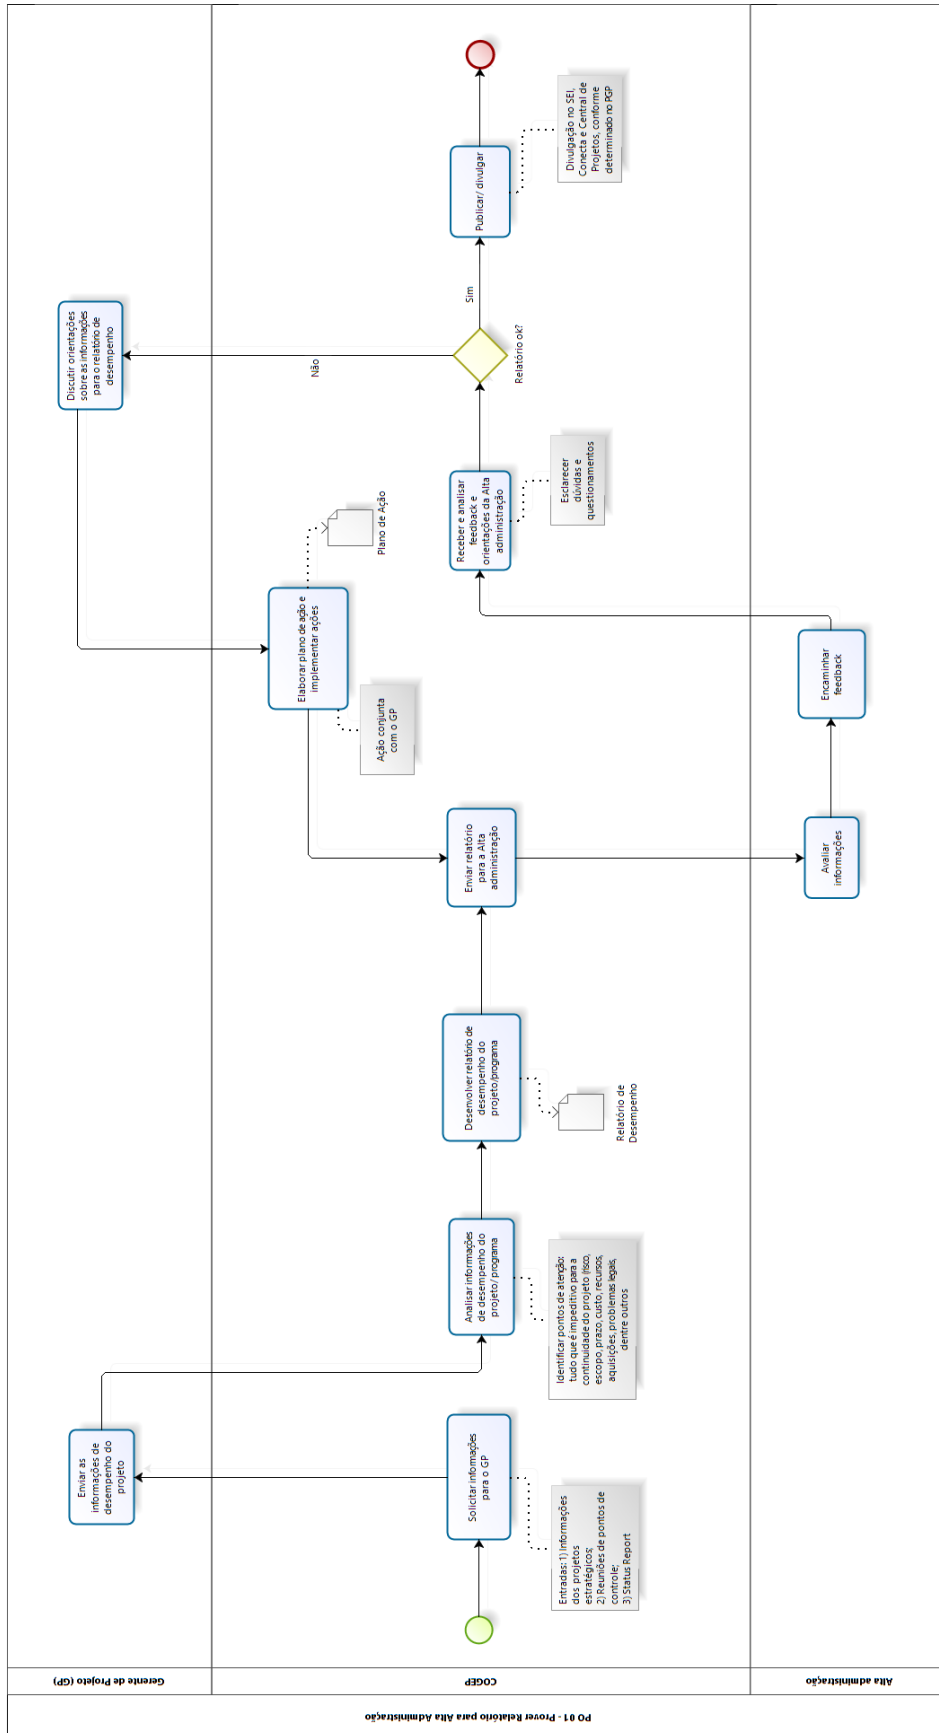 PO 01 - Prover Relatório para Alta Administração
Gerente de Projeto (GP)
COGEP
Alta administração
Solicitar informações
para o GP
Entradas: 1) Informações
dos projetos
estratégicos;
2) Reuniões de pontos de
controle;
3) Status Report
Enviar as
informações de
desempenho do
projeto
Analisar informações
de desempenho do
projeto/ programa
Identificar pontos de atenção:
tudo que é impeditivo para a
continuidade do projeto (risco,
escopo, prazo, custo, recursos,
aquisições, problemas legais,
dentre outros
Desenvolver relatório de
desempenho do
projeto/programa
Relatório de
Desempenho
Enviar relatório
para a Alta
administração
Avaliar
informações
Encaminhar
feedback
Receber e analisar
feedback e
orientações da Alta
administração
Esclarecer
dúvidas e
questionamentos
Relatório ok?
Não
Sim
Discutir orientações
sobre as informações
para o relatório de
desempenho
Elaborar plano de ação e
implementar ações
Ação conjunta
com o GP
Plano de Ação
Publicar/ divulgar
Divulgação no SEI,
Conecta e Central de
Projetos, conforme
determinado no PGP